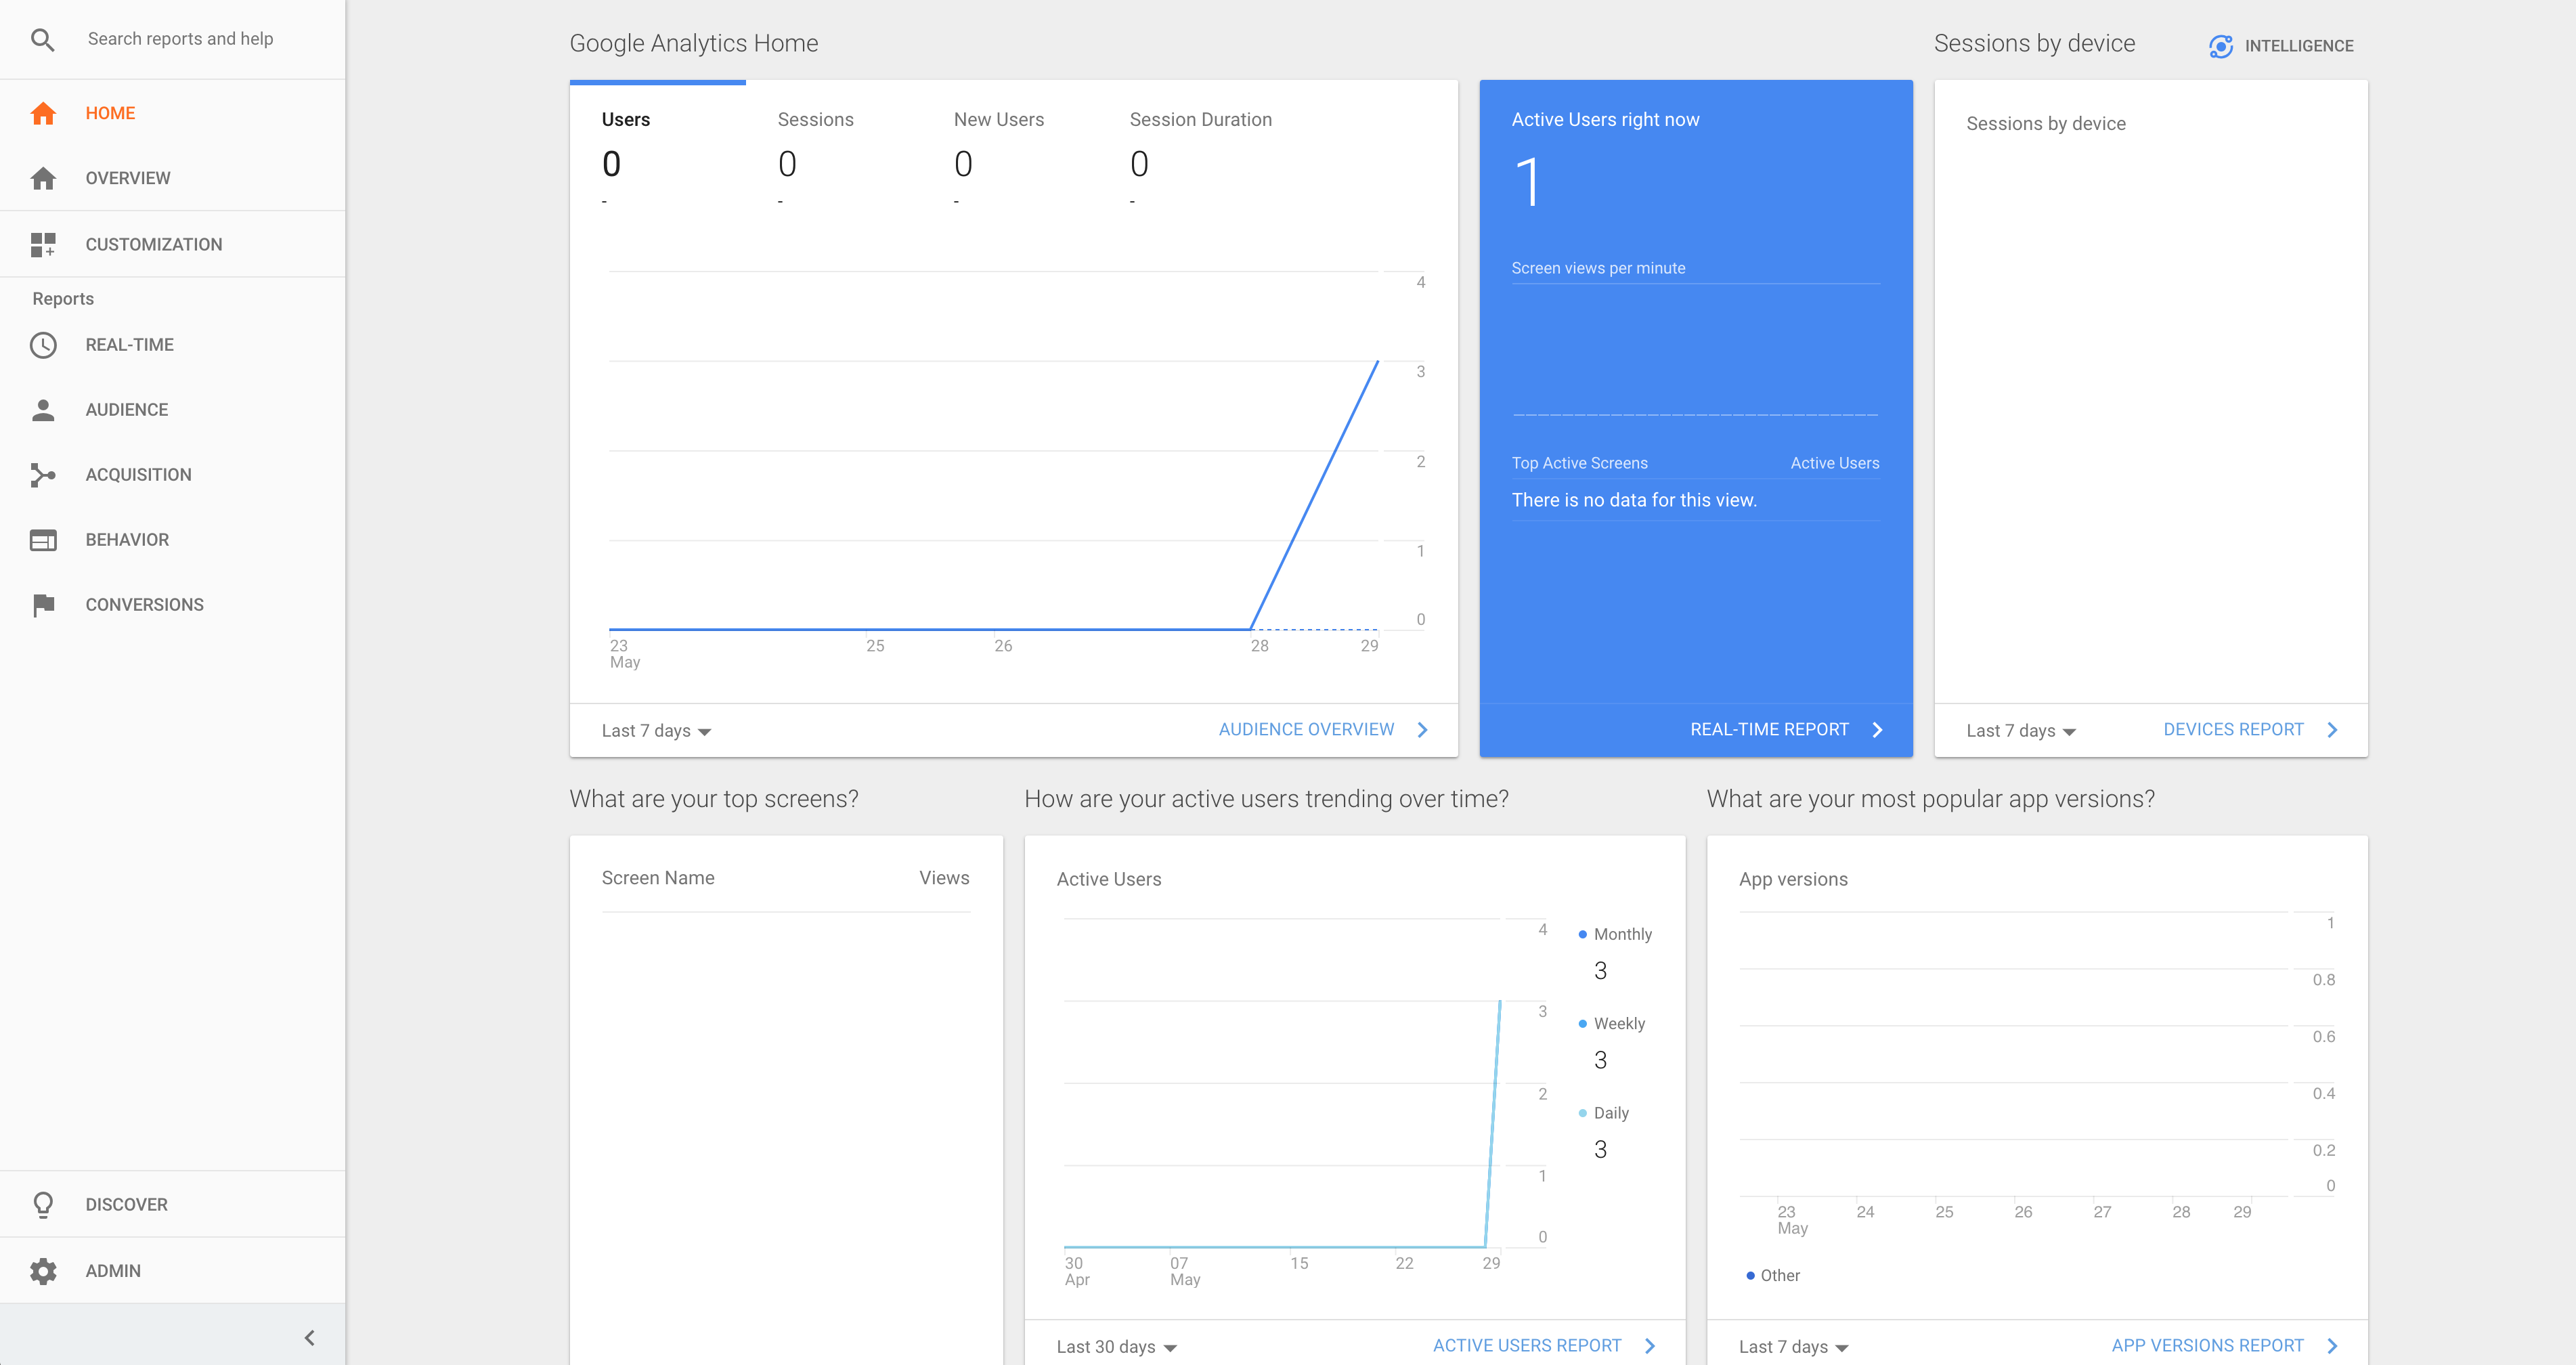 Search reports and help
HOME
OVERVIEW
CUSTOMIZATION
Reports
REAL-TIME
AUDIENCE
ACQUISITION
BEHAVIOR
CONVERSIONS
DISCOVER
ADMIN
Google Analytics Home
Users Sessions New Users Session Duration
0 0 0 0
- - - -
4
3
2
1
0
23 25 26 28 29
May
Last 7 days AUDIENCE OVERVIEW
Active Users right now
1
Screen views per minute
Top Active Screens Active Users
There is no data for this view.
REAL-TIME REPORT
Sessions by device INTELLIGENCE
Sessions by device
Last 7 days DEVICES REPORT
What are your top screens?
Screen Name Views
How are your active users trending over time?
Active Users
4
3
2
1
0
30 07 15 22 29
Apr May
Monthly
3
Weekly
3
Daily
3
Last 30 days ACTIVE USERS REPORT
What are your most popular app versions?
App versions
1
0.8
0.6
0.4
0.2
0
23 24 25 26 27 28 29
May
Other
Last 7 days APP VERSIONS REPORT